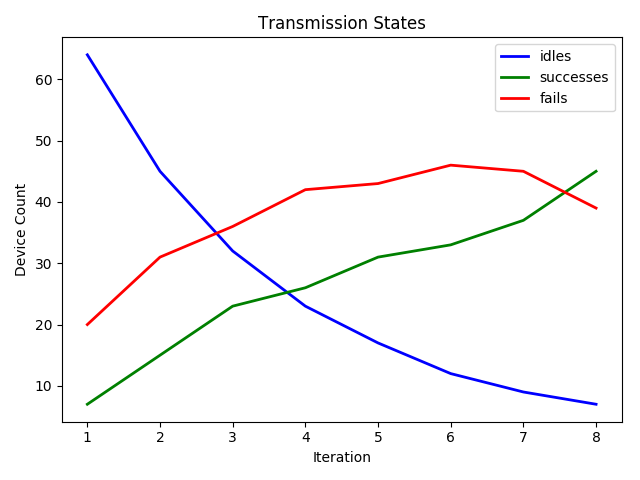 Transmission States
idles
successes
fails
Device Count
60
50
40
30
20
10
1 2 3 4 5 6 7 8
Iteration